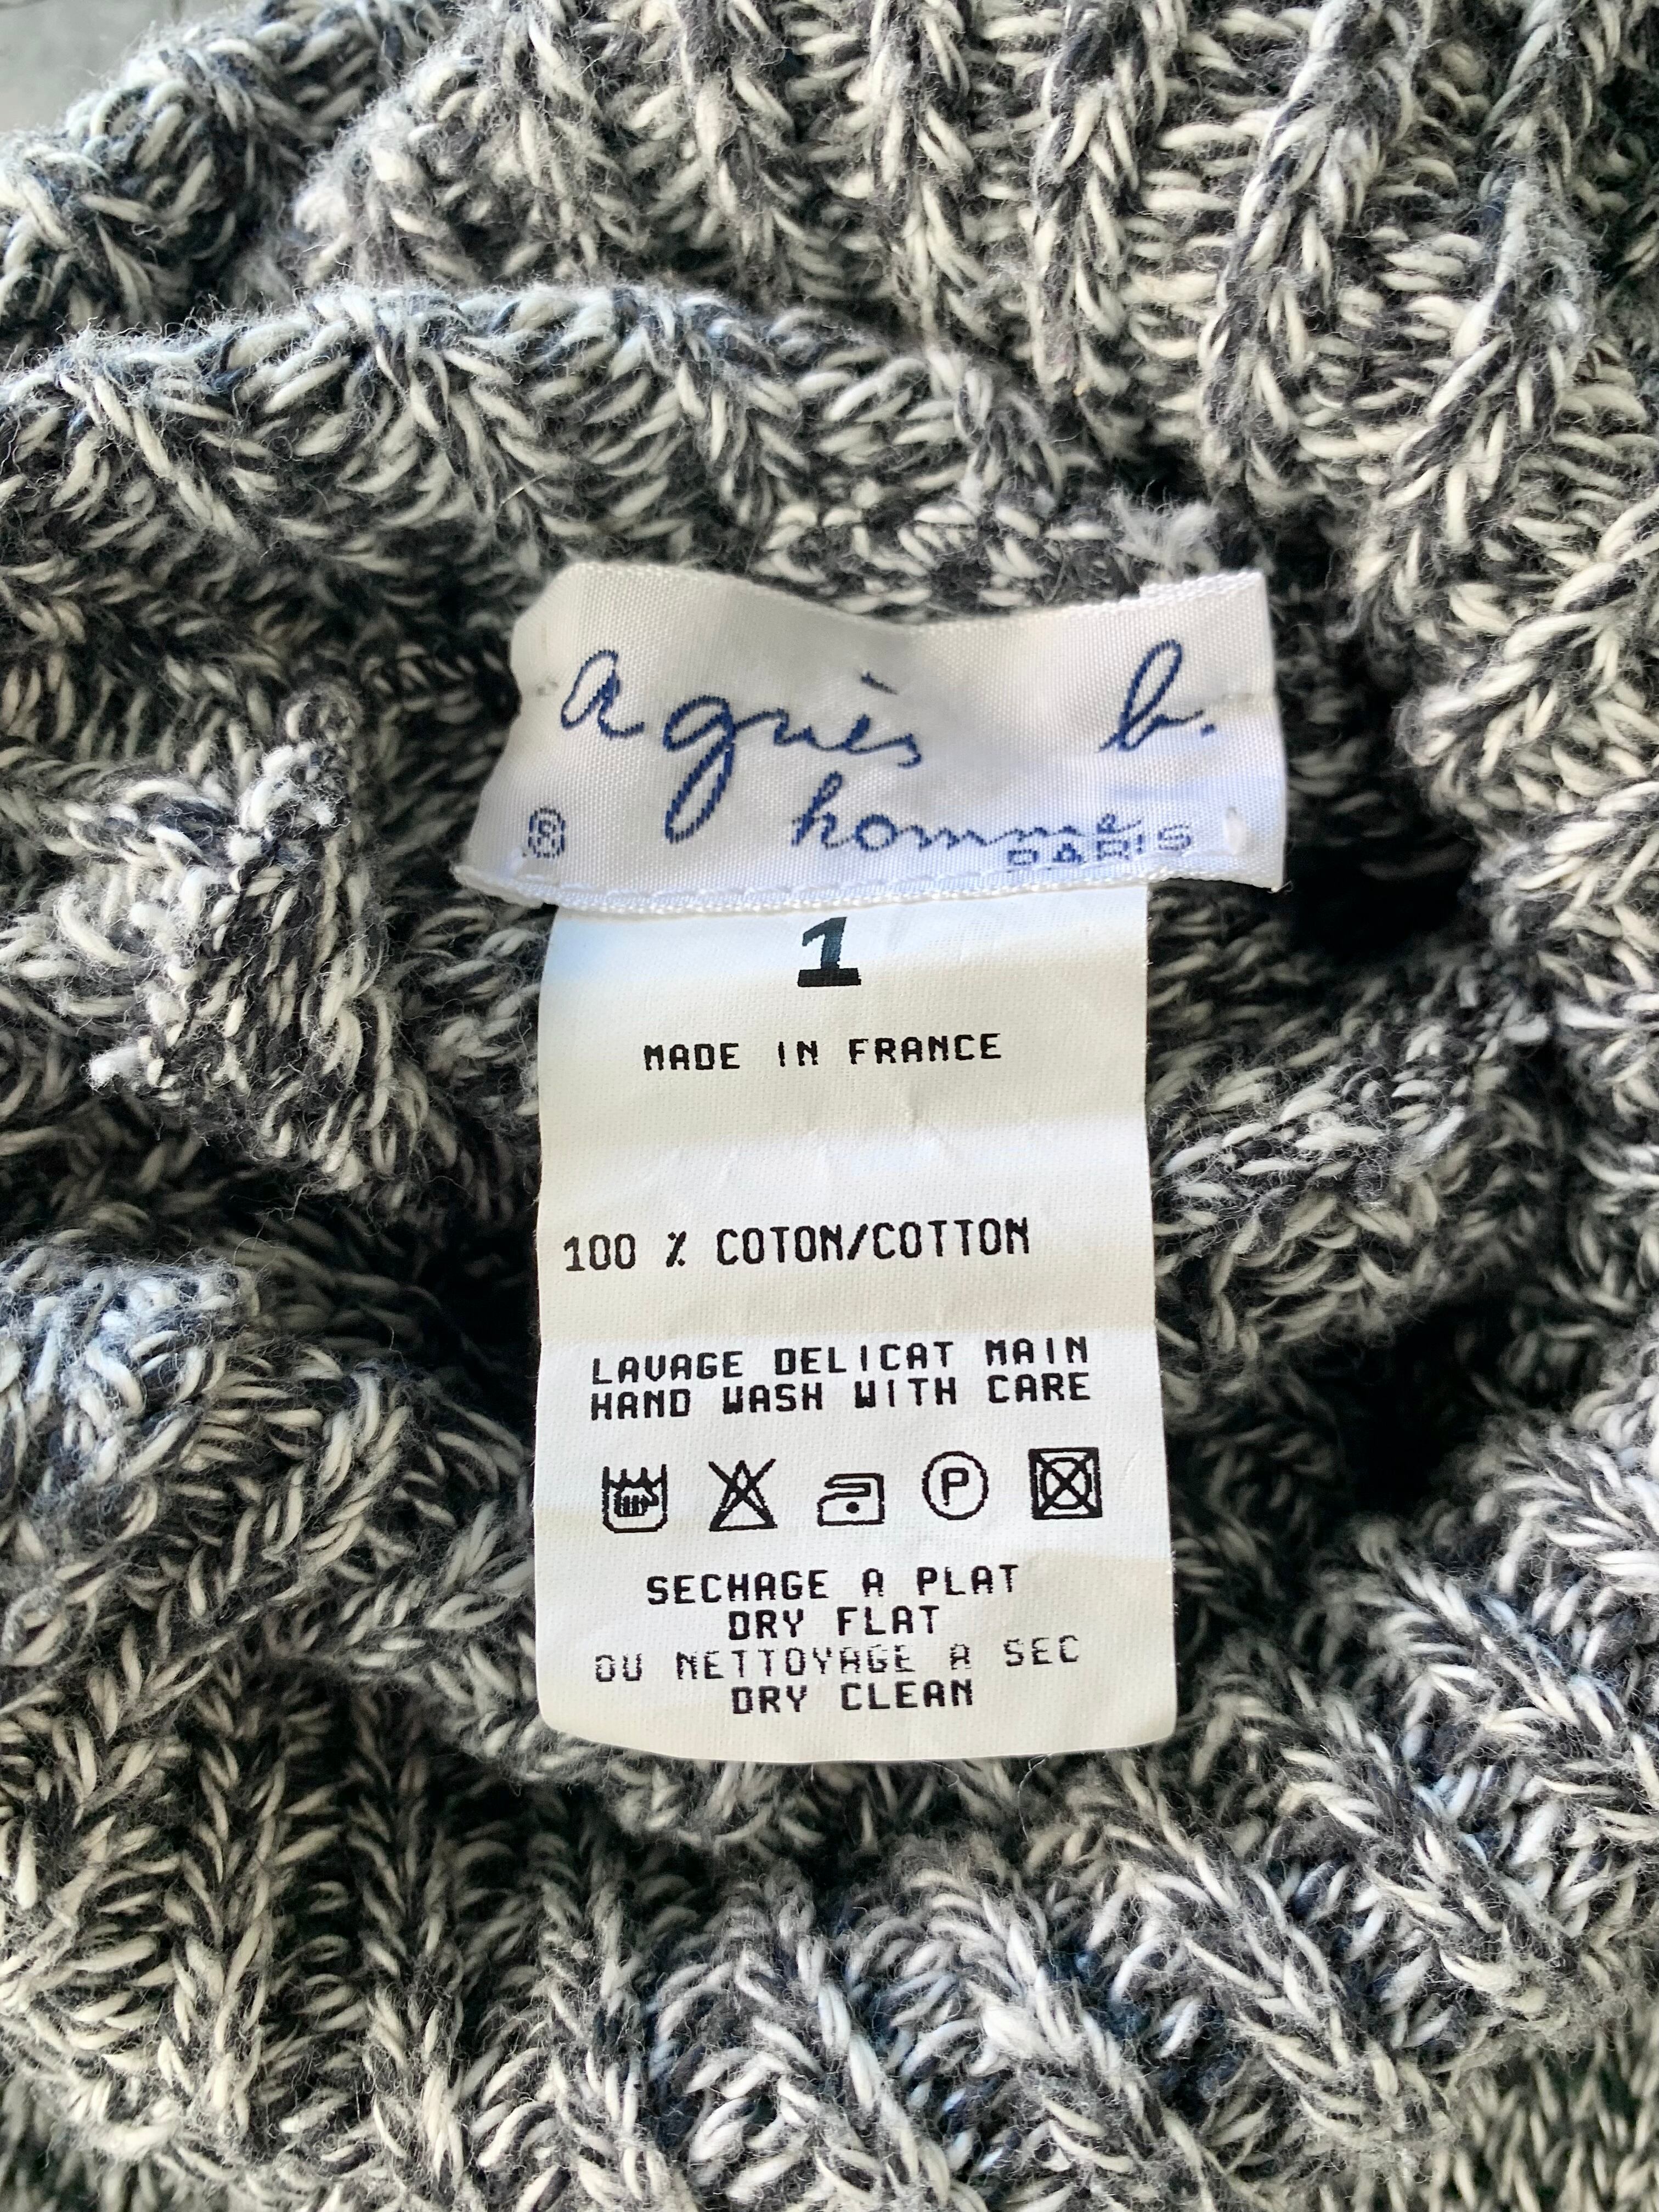 agnès b.
® homme
PARIS
1
MADE IN FRANCE
100 % COTON/COTTON
LAVAGE DELICAT MAIN
HAND WASH WITH CARE
P
SECHAGE A PLAT
DRY FLAT
OU NETTOYAGE A SEC
DRY CLEAN